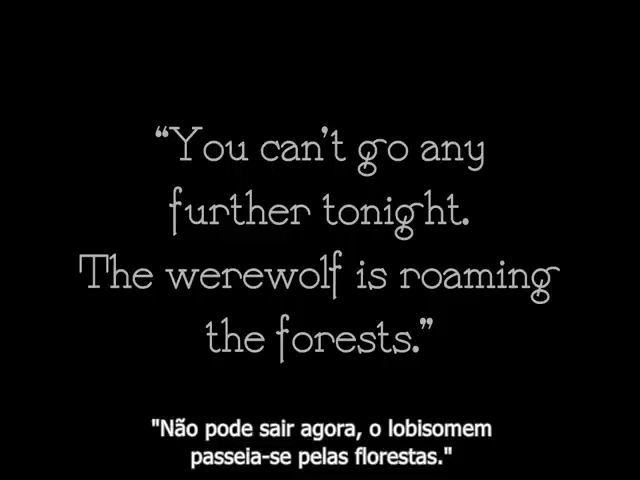 “You can't go any
further tonight.
The werewolf is roaming
the forests.”
"Não pode sair agora, o lobisomem
passeia-se pelas florestas."